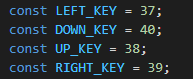 const LEFT_KEY = 37;
const DOWN_KEY = 40;
const UP_KEY = 38;
const RIGHT_KEY = 39;